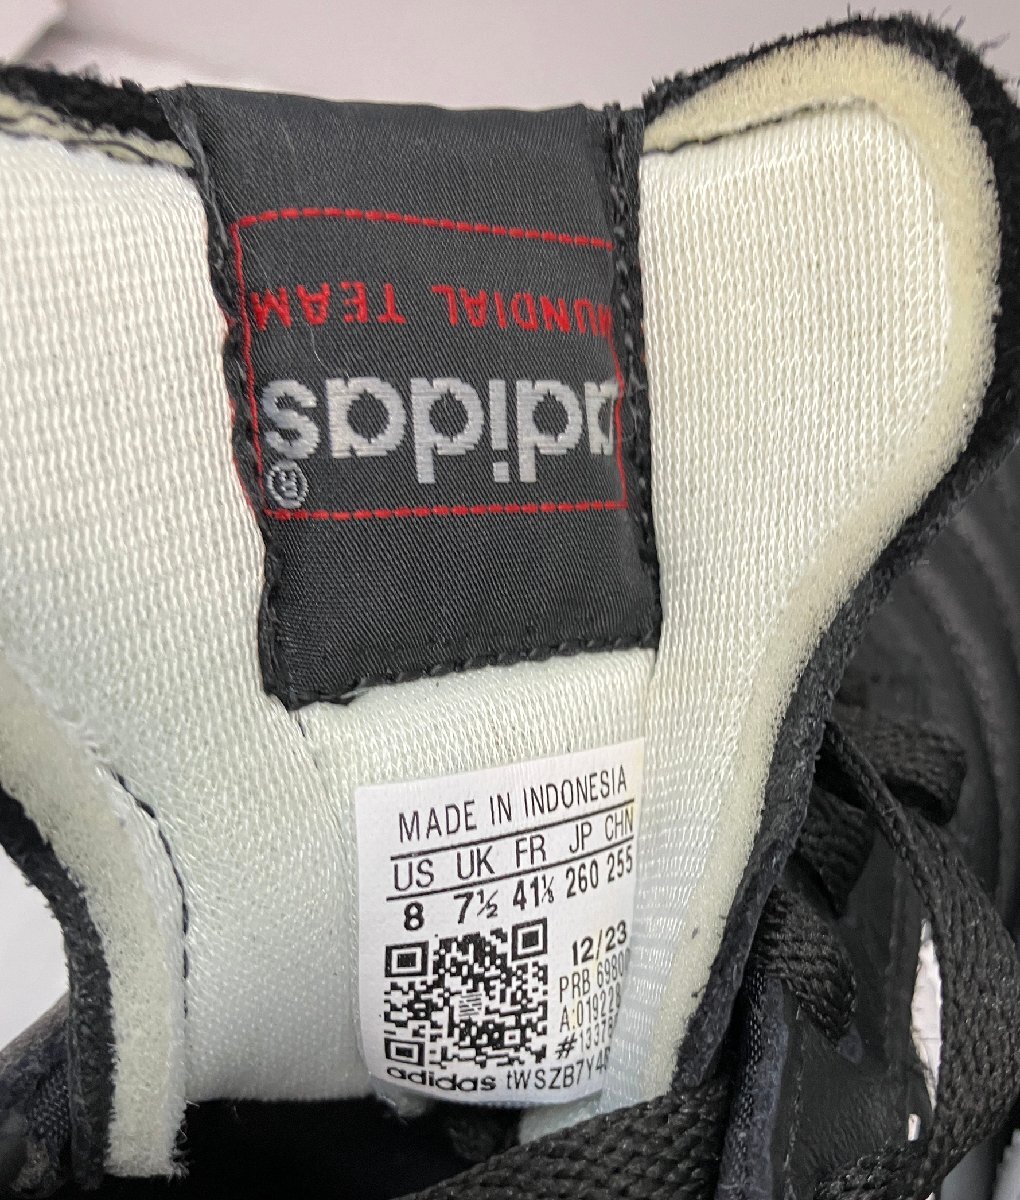 MUNDIAL TEAM
adidas
®
MADE IN INDONESIA
US UK FR JP CHN
8 7½ 41⅓ 260 255
12/23
PRB
adidas